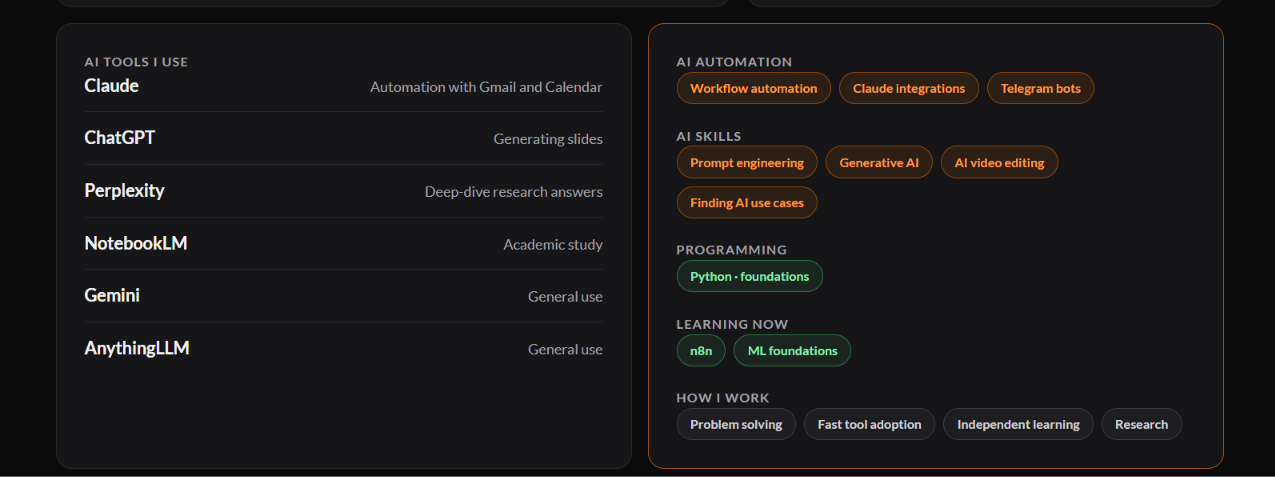 AI TOOLS I USE
Claude Automation with Gmail and Calendar
ChatGPT Generating slides
Perplexity Deep-dive research answers
NotebookLM Academic study
Gemini General use
AnythingLLM General use
AI AUTOMATION
Workflow automation Claude integrations Telegram bots
AI SKILLS
Prompt engineering Generative AI AI video editing
Finding AI use cases
PROGRAMMING
Python · foundations
LEARNING NOW
n8n ML foundations
HOW I WORK
Problem solving Fast tool adoption Independent learning Research